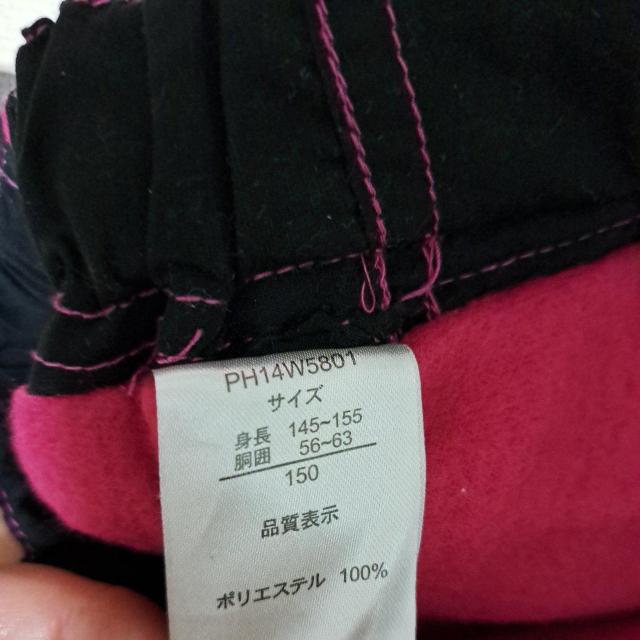 PH14W5801
サイズ
身長 145~155
胴囲 56~63
150
品質表示
ポリエステル 100%